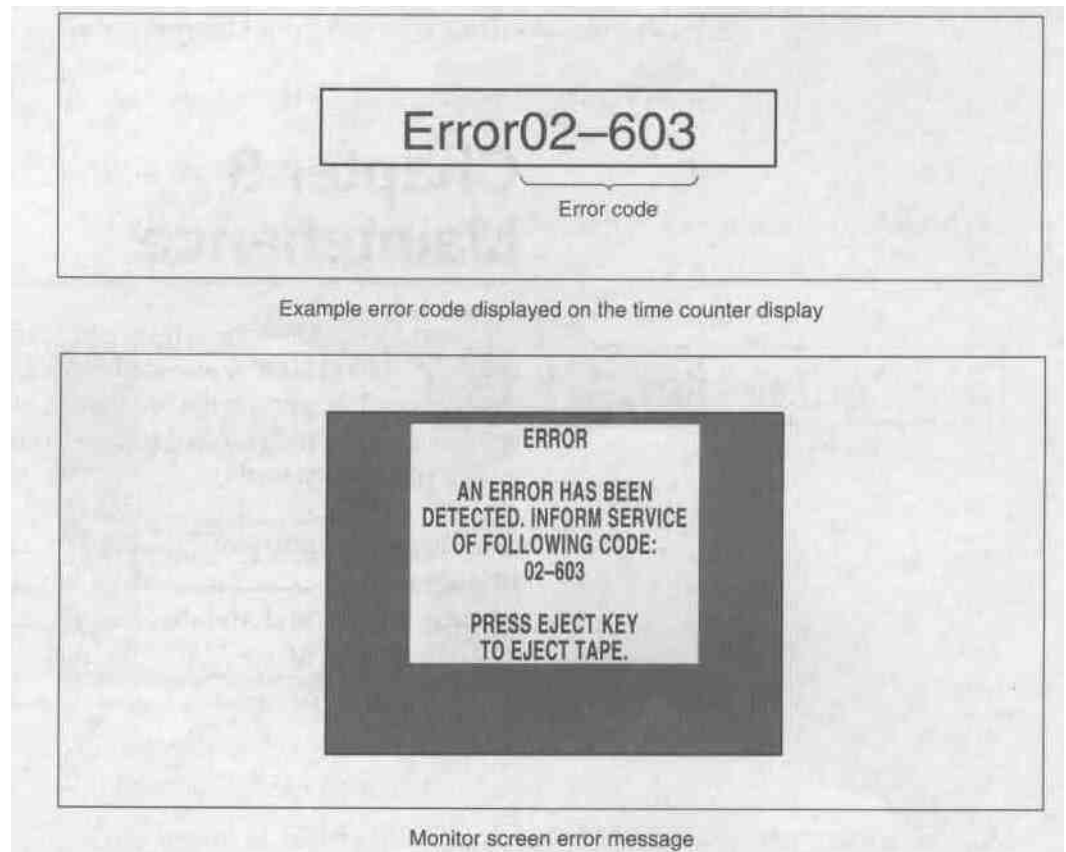 Error02–603
Error code
Example error code displayed on the time counter display
ERROR
AN ERROR HAS BEEN
DETECTED. INFORM SERVICE
OF FOLLOWING CODE:
02–603
PRESS EJECT KEY
TO EJECT TAPE.
Monitor screen error message